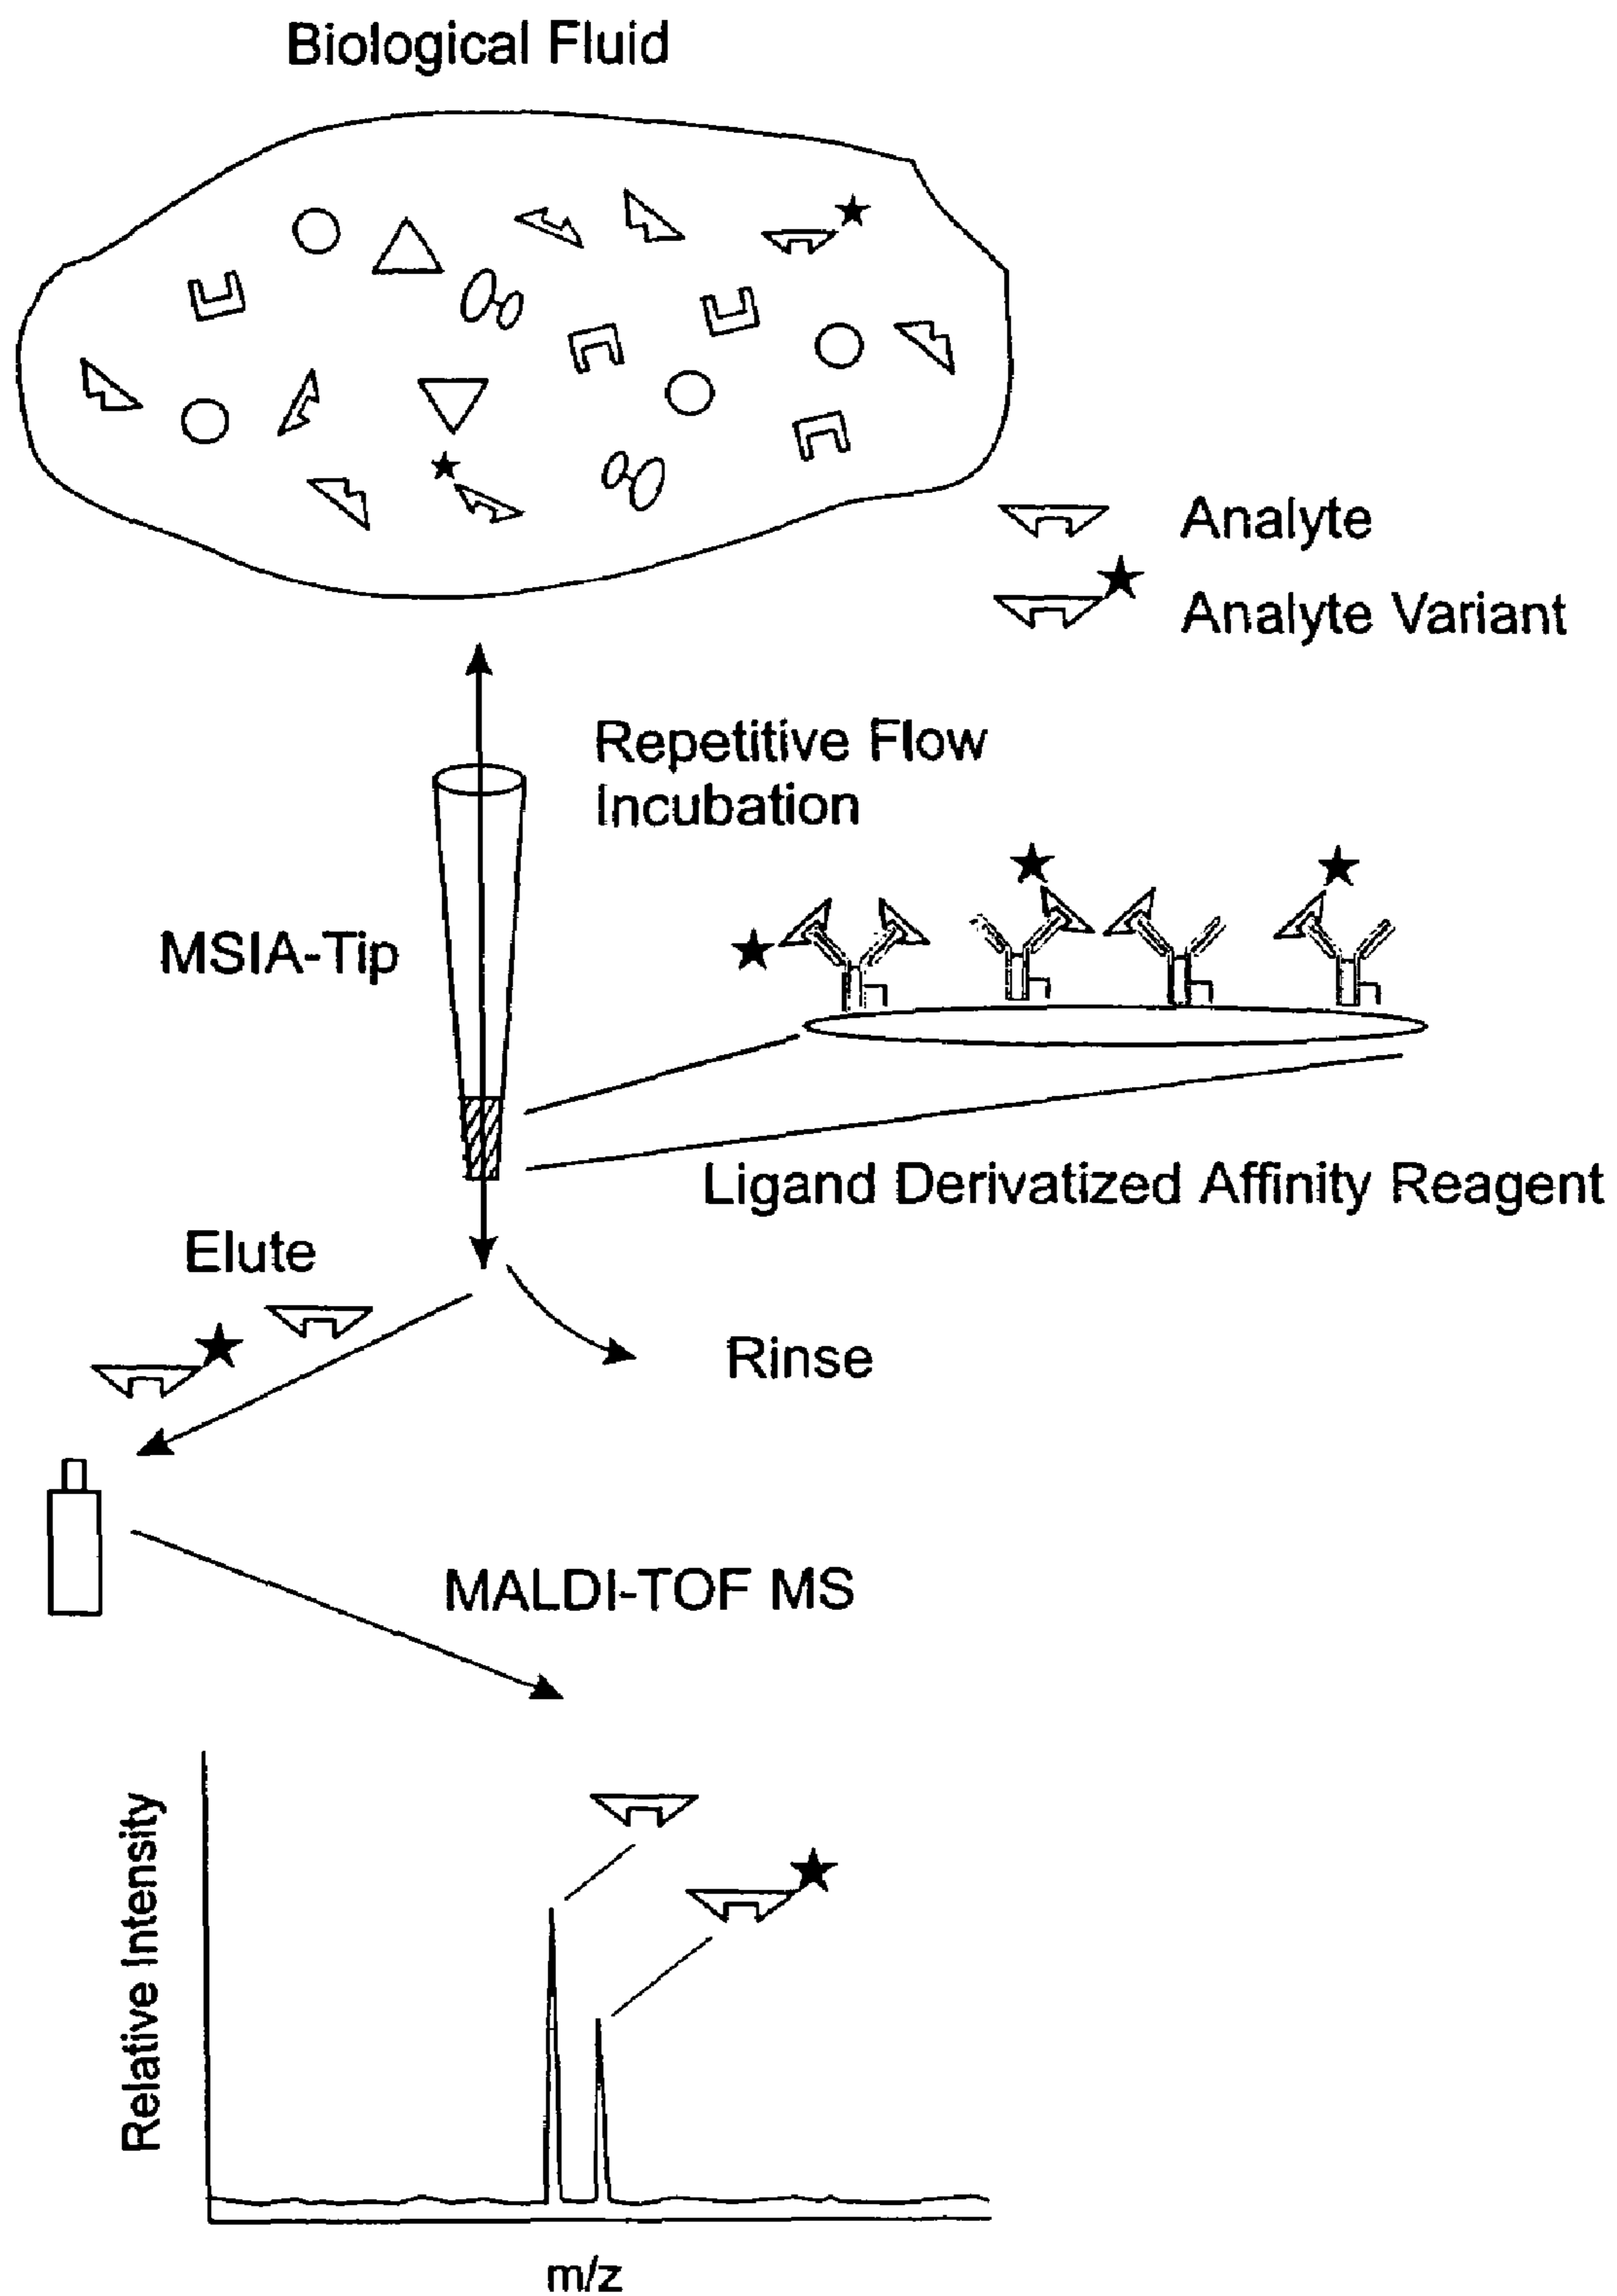 Biological Fluid
Analyte
Analyte Variant
Repetitive Flow
Incubation
MSIA-Tip
Ligand Derivatized Affinity Reagent
Elute
Rinse
MALDI-TOF MS
Relative Intensity
m/z